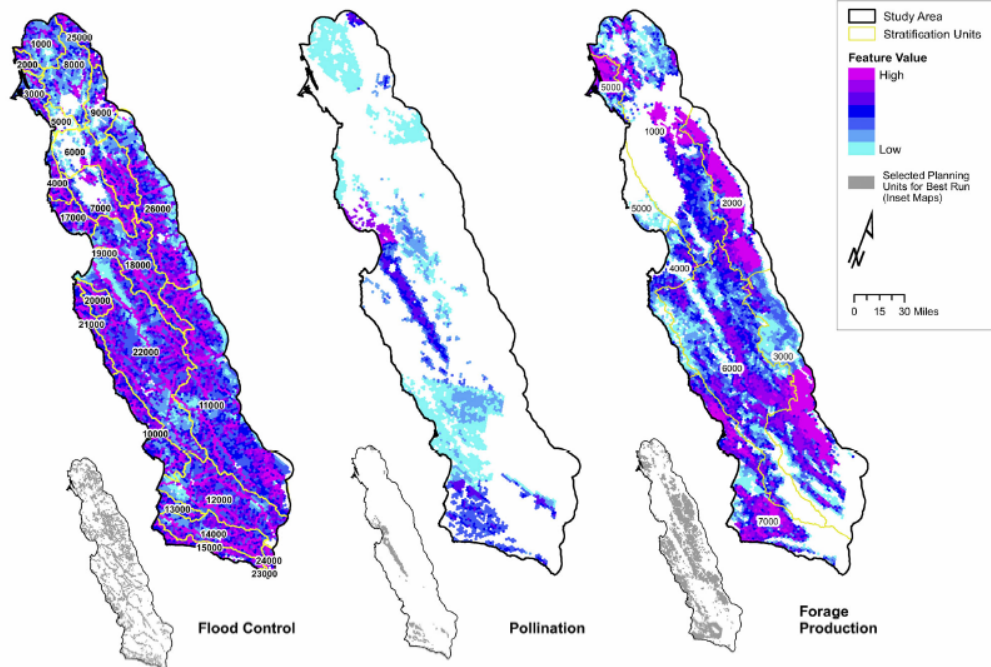 1000
25000
2000
8000
3000
5000
9000
6000
4000
7000
17000
26000
19000
18000
20000
21000
22000
11000
10000
12000
13000
14000
15000
24000
23000
Flood Control
Pollination
5000
1000
2000
5000
4000
3000
6000
7000
Forage
Production
Study Area
Stratification Units
Feature Value
High
Low
Selected Planning
Units for Best Run
(Inset Maps)
N
0 15 30 Miles